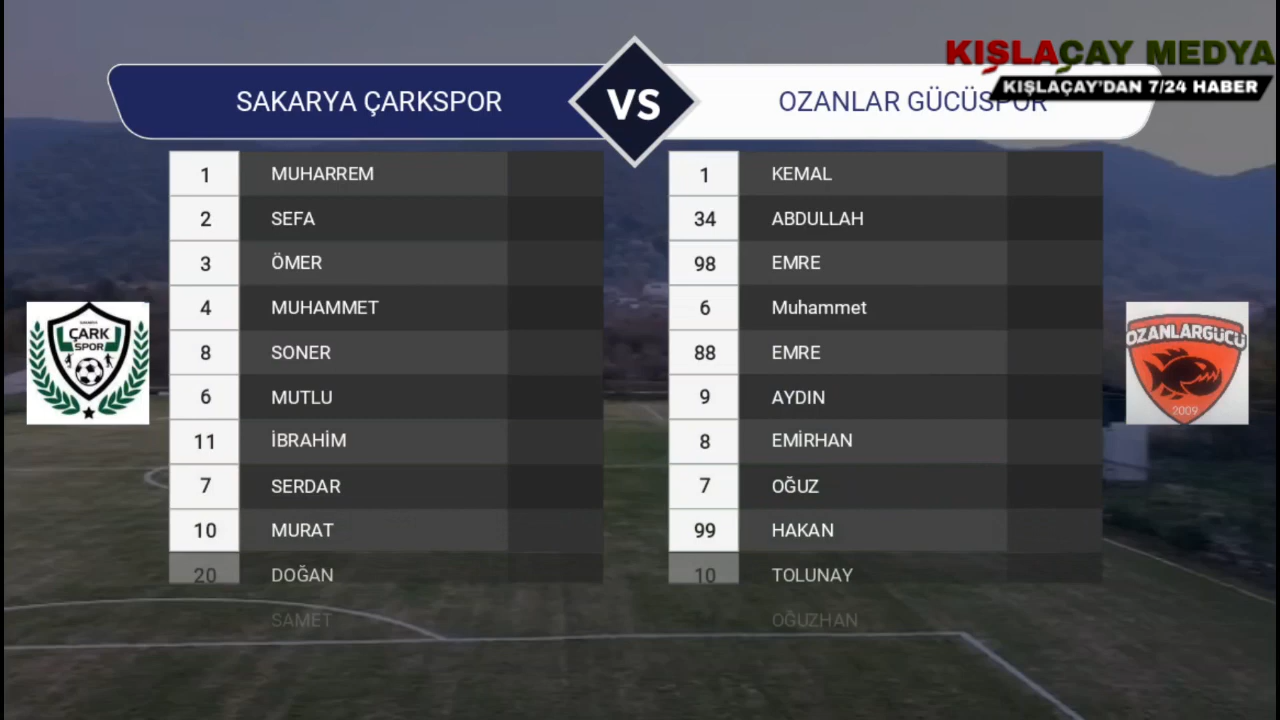 KIŞLAÇAY MEDYA
KIŞLAÇAY'DAN 7/24 HABER
SAKARYA ÇARKSPOR VS OZANLAR GÜCÜSPOR
1 MUHARREM
2 SEFA
3 ÖMER
4 MUHAMMET
8 SONER
6 MUTLU
11 İBRAHİM
7 SERDAR
10 MURAT
20 DOĞAN
SAMET
1 KEMAL
34 ABDULLAH
98 EMRE
6 Muhammet
88 EMRE
9 AYDIN
8 EMİRHAN
7 OĞUZ
99 HAKAN
10 TOLUNAY
OĞUZHAN
ÇARK
SPOR
OZANLARGÜCÜ
2009